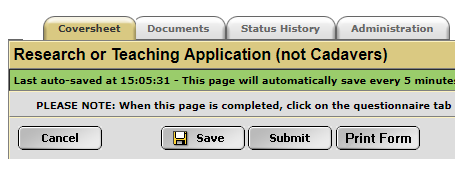 Coversheet Documents Status History Administration
Research or Teaching Application (not Cadavers)
Last auto-saved at 15:05:31 - This page will automatically save every 5 minutes
PLEASE NOTE: When this page is completed, click on the questionnaire tab
Cancel Save Submit Print Form